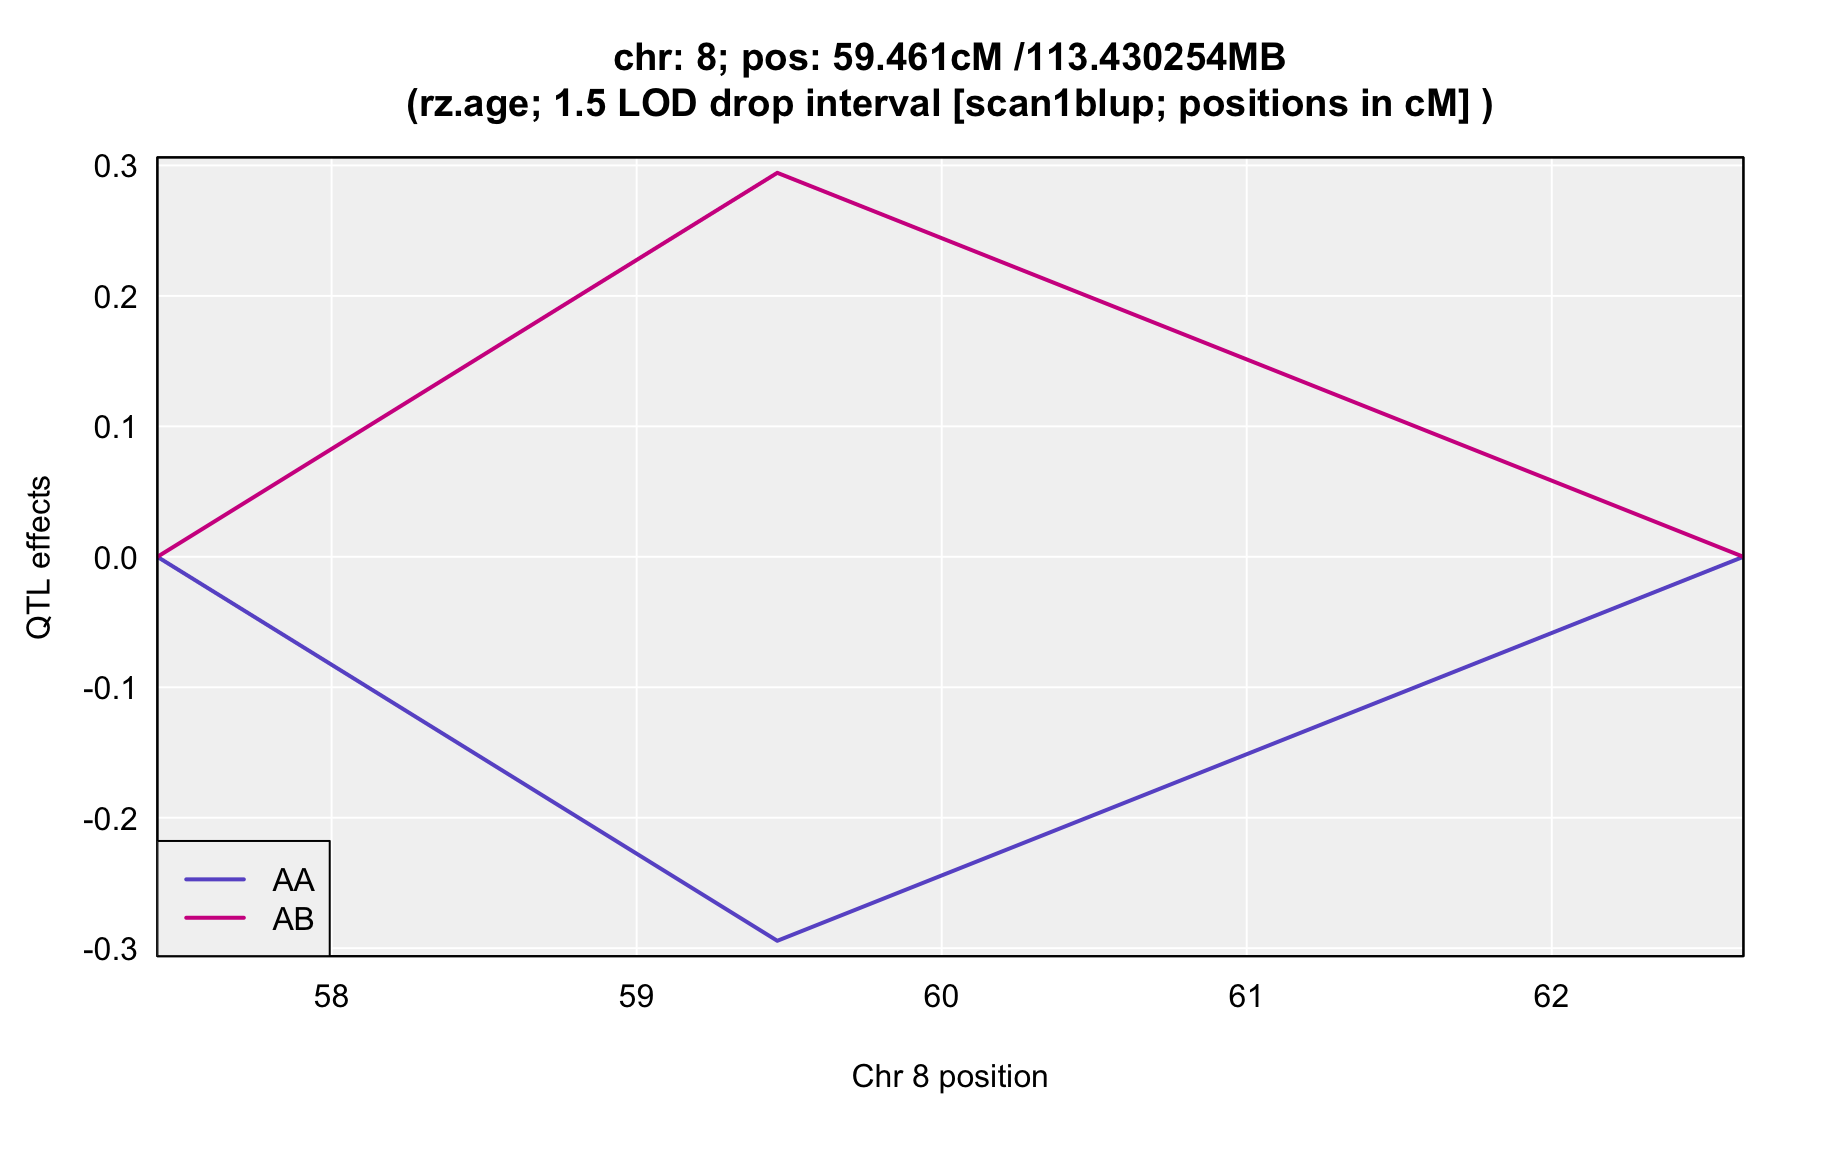 chr: 8; pos: 59.461cM /113.430254MB
(rz.age; 1.5 LOD drop interval [scan1blup; positions in cM] )
0.3
0.2
0.1
0.0
-0.1
-0.2
-0.3
QTL effects
AA
AB
58 59 60 61 62
Chr 8 position